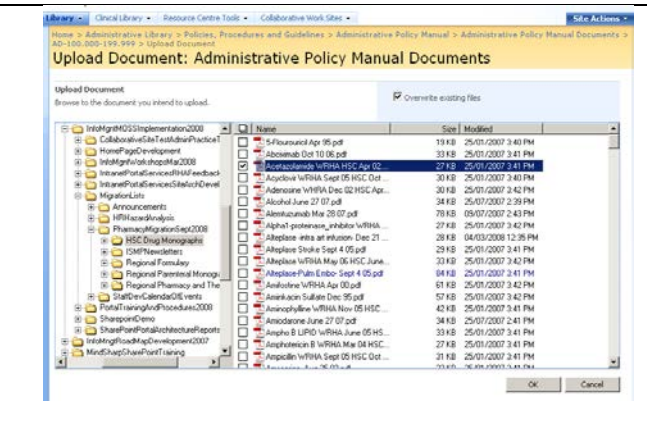 Library Clinical Library Resource Centre Tools Collaborative Work Sites Site Actions
Home > Administrative Library > Policies, Procedures and Guidelines > Administrative Policy Manual > Administrative Policy Manual Documents >
AD-100.000-199.999 > Upload Document
Upload Document: Administrative Policy Manual Documents
Upload Document
Browse to the document you intend to upload.
Overwrite existing files
InfoMgntMOSSImplementation2008
CollaborativeSiteTestAdminPracticeT
HomePageDevelopment
InfoMgntWorkshopsMar2008
IntranetPortalServicesRHAFeedback
IntranetPortalServicesSiteArchDevel
MigrationLists
Announcements
HRHazardAnalysis
PharmacyMigrationSept2008
HSC Drug Monographs
ISMPNewsletters
Regional Formulary
Regional Parenteral Monogr
Regional Pharmacy and The
StaffDevCalendarOfEvents
PortalTrainingAndProcedures2008
SharepointDemo
SharePointPortalArchitectureReports
InfoMngtRoadMapDevelopment2007
MindSharpSharePointTraining
Name Size Modified
5-Flourouricil Apr 95.pdf 19 KB 25/01/2007 3:40 PM
Abciximab Oct 10 06.pdf 33 KB 25/01/2007 3:41 PM
Acetazolamide WRHA HSC Apr 02... 27 KB 25/01/2007 3:41 PM
Acyclovir WRHA Sept 05 HSC Oct ... 30 KB 25/01/2007 3:40 PM
Adenosine WHRA Dec 02 HSC Apr... 30 KB 25/01/2007 3:42 PM
Alcohol June 27 07.pdf 34 KB 25/07/2007 2:39 PM
Alemtuzumab Mar 28 07.pdf 78 KB 09/07/2007 2:43 PM
Alpha1-proteinase_inhibitor WRHA ... 27 KB 25/01/2007 3:42 PM
Alteplase -intra art infusion- Dec 21 ... 28 KB 04/03/2008 12:35 PM
Alteplase Stroke Sept 4 05.pdf 29 KB 25/01/2007 3:41 PM
Alteplase WRHA May 06 HSC June... 33 KB 25/01/2007 3:42 PM
Alteplase-Pulm Embo- Sept 4 05.pdf 84 KB 25/01/2007 3:41 PM
Amifostine WRHA Apr 00.pdf 61 KB 25/01/2007 3:42 PM
Aminkacin Sulfate Dec 95.pdf 57 KB 25/01/2007 3:42 PM
Aminophylline WRHA Nov 05 HSC ... 42 KB 25/01/2007 3:41 PM
Amiodarone June 27 07.pdf 34 KB 25/07/2007 2:41 PM
Ampho B LIPID WRHA June 05 HS... 33 KB 25/01/2007 3:41 PM
Amphotericin B WRHA Mar 04 HSC... 27 KB 25/01/2007 3:41 PM
Ampicillin WRHA Sept 05 HSC Oct ... 31 KB 25/01/2007 3:41 PM
OK Cancel